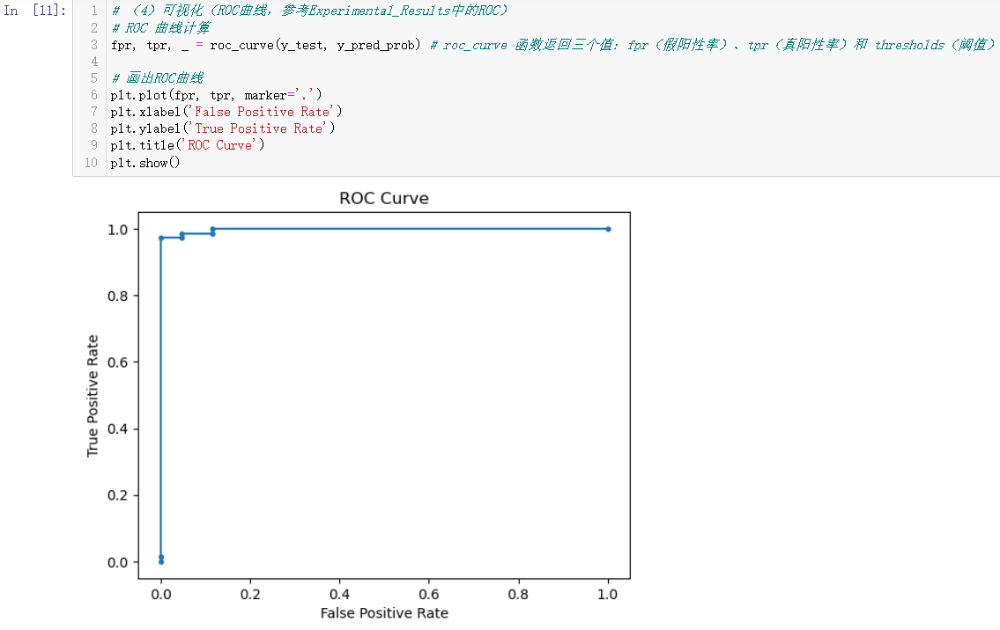 In [11]:
1 # （4）可视化（ROC曲线，参考Experimental_Results中的ROC）
2 # ROC 曲线计算
3 fpr, tpr, _ = roc_curve(y_test, y_pred_prob) # roc_curve 函数返回三个值：fpr（假阳性率）、tpr（真阳性率）和 thresholds（阈值）
4
5 # 画出ROC曲线
6 plt.plot(fpr, tpr, marker='.')
7 plt.xlabel('False Positive Rate')
8 plt.ylabel('True Positive Rate')
9 plt.title('ROC Curve')
10 plt.show()
ROC Curve
True Positive Rate
1.0
0.8
0.6
0.4
0.2
0.0
0.0 0.2 0.4 0.6 0.8 1.0
False Positive Rate